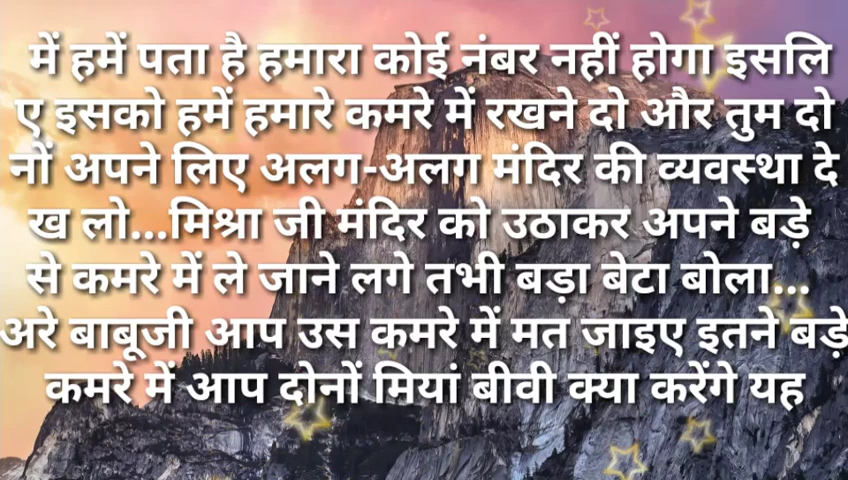 में हमें पता है हमारा कोई नंबर नहीं होगा इसलि
ए इसको हमें हमारे कमरे में रखने दो और तुम दो
नों अपने लिए अलग-अलग मंदिर की व्यवस्था दे
ख लो...मिश्रा जी मंदिर को उठाकर अपने बड़े
से कमरे में ले जाने लगे तभी बड़ा बेटा बोला...
अरे बाबूजी आप उस कमरे में मत जाइए इतने बड़े
कमरे में आप दोनों मियां बीवी क्या करेंगे यह